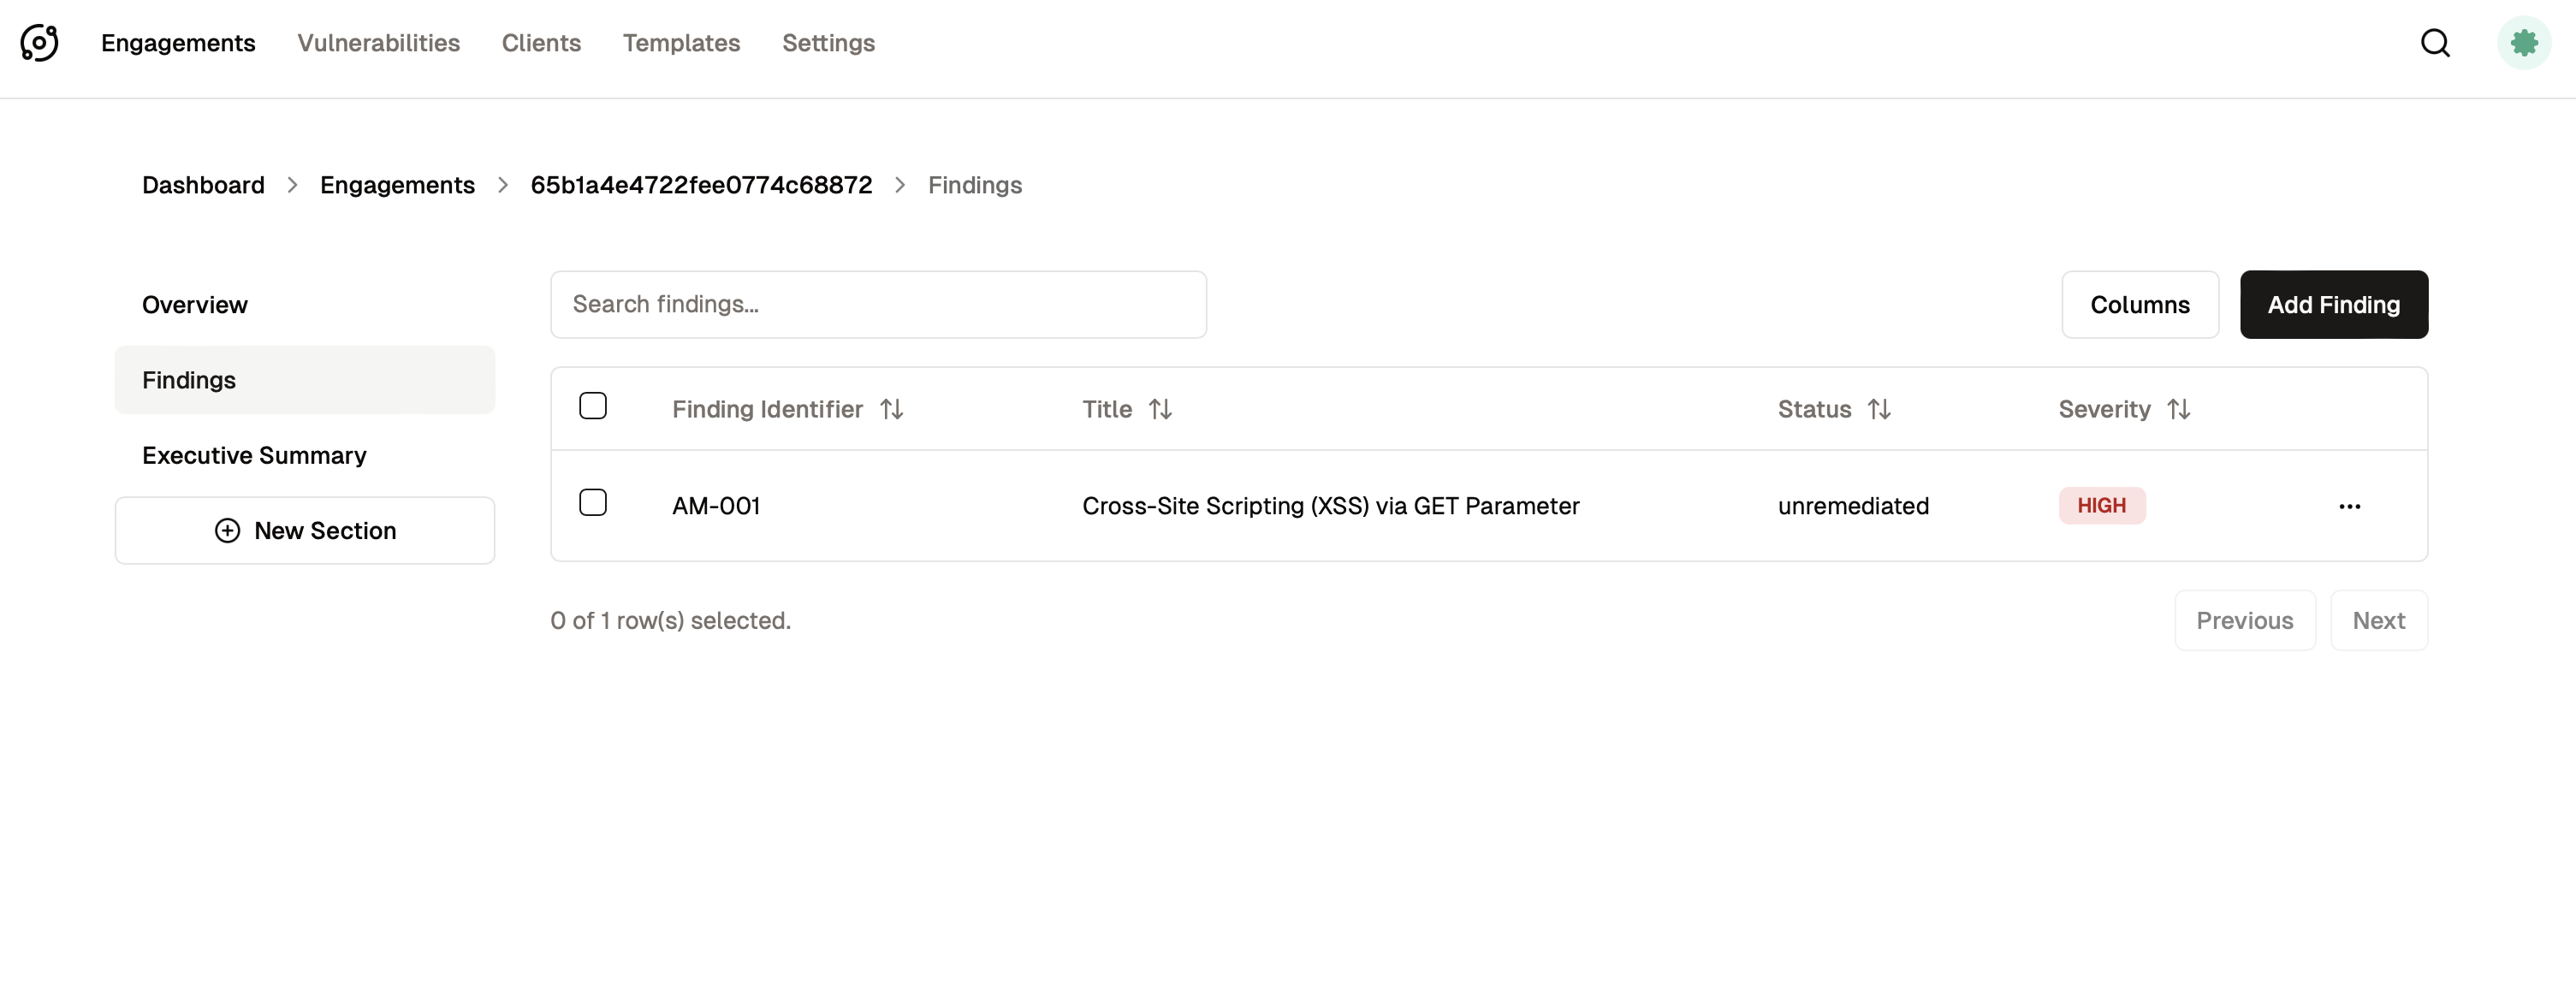 Engagements Vulnerabilities Clients Templates Settings
Dashboard > Engagements > 65b1a4e4722fee0774c68872 > Findings
Overview
Findings
Executive Summary
New Section
Search findings...
Columns
Add Finding
Finding Identifier Title Status Severity
AM-001 Cross-Site Scripting (XSS) via GET Parameter unremediated HIGH ...
0 of 1 row(s) selected.
Previous
Next